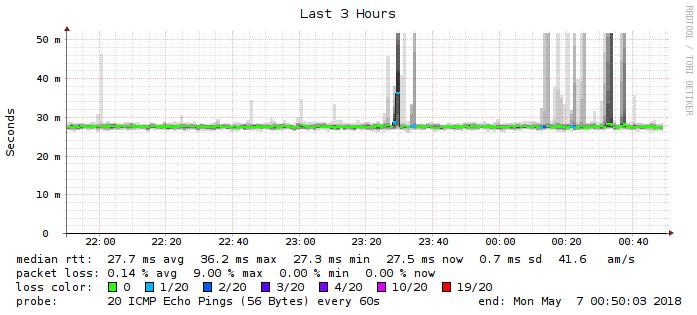 Last 3 Hours
RRDTOOL / TOBI OETIKER
Seconds
50 m
40 m
30 m
20 m
10 m
0
22:00 22:20 22:40 23:00 23:20 23:40 00:00 00:20 00:40
median rtt: 27.7 ms avg 36.2 ms max 27.3 ms min 27.5 ms now 0.7 ms sd 41.6 am/s
packet loss: 0.14 % avg 9.00 % max 0.00 % min 0.00 % now
loss color: 0 1/20 2/20 3/20 4/20 10/20 19/20
probe: 20 ICMP Echo Pings (56 Bytes) every 60s end: Mon May 7 00:50:03 2018